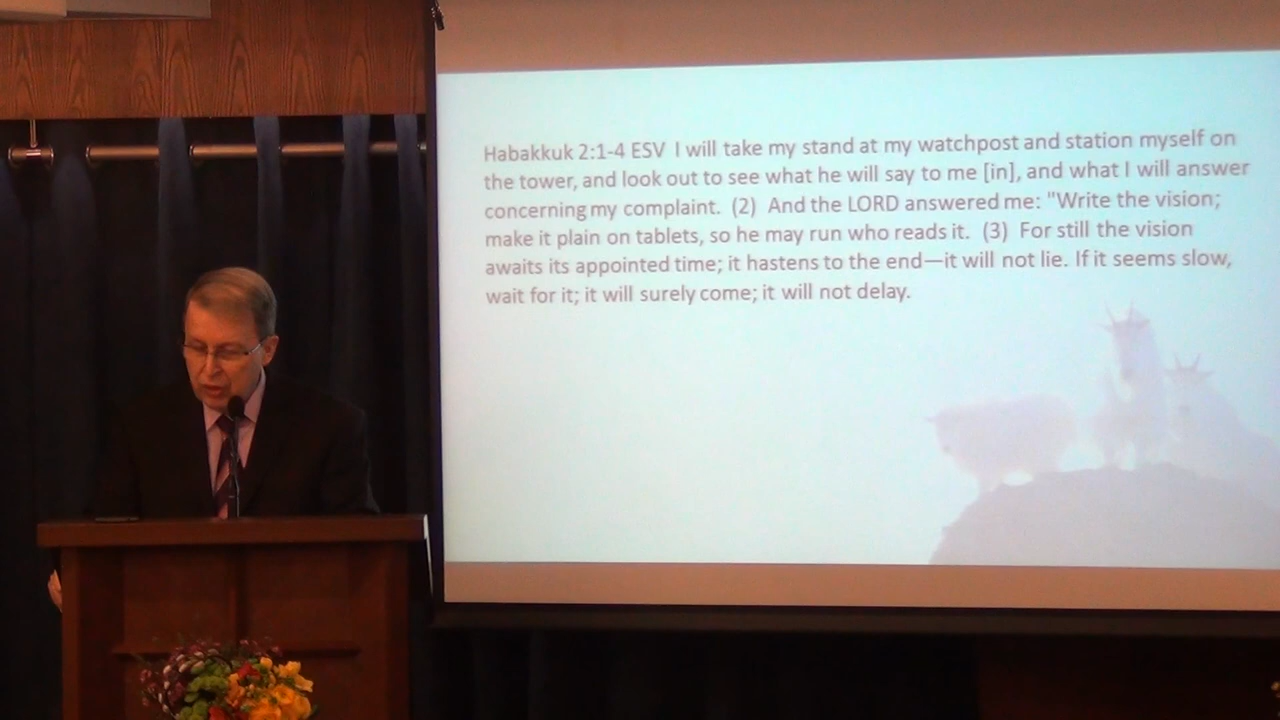 Habakkuk 2:1-4 ESV I will take my stand at my watchpost and station myself on
the tower, and look out to see what he will say to me [in], and what I will answer
concerning my complaint. (2) And the LORD answered me: "Write the vision;
make it plain on tablets, so he may run who reads it. (3) For still the vision
awaits its appointed time; it hastens to the end—it will not lie. If it seems slow,
wait for it; it will surely come; it will not delay.